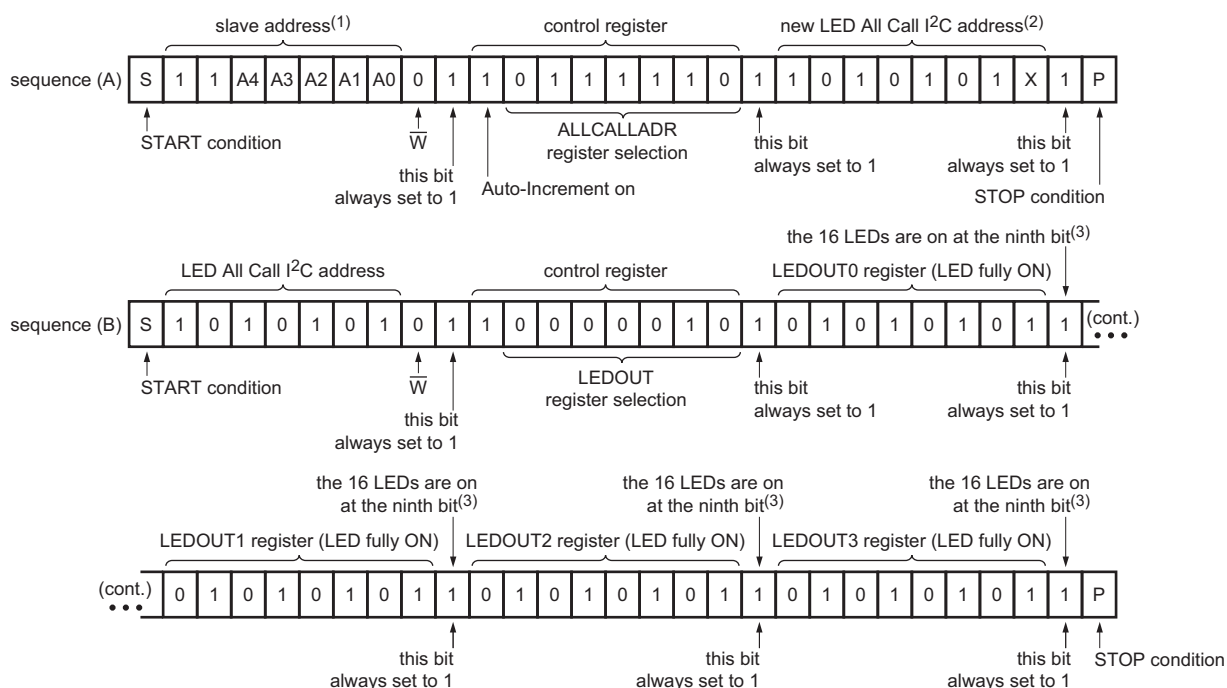 slave address(1)
control register
new LED All Call I2C address(2)
sequence (A) S 1 1 A4 A3 A2 A1 A0 0 1 1 0 1 1 1 1 1 0 1 1 0 1 0 1 0 1 X 1 P
START condition
W
this bit
always set to 1
Auto-Increment on
ALLCALLADR
register selection
this bit
always set to 1
this bit
always set to 1
STOP condition
the 16 LEDs are on at the ninth bit(3)
LED All Call I2C address
control register
LEDOUT0 register (LED fully ON)
sequence (B) S 1 0 1 0 1 0 1 0 1 1 0 0 0 0 0 1 0 1 0 1 0 1 0 1 0 1 1 (cont.)
START condition
W
this bit
always set to 1
LEDOUT
register selection
this bit
always set to 1
this bit
always set to 1
the 16 LEDs are on
at the ninth bit(3)
the 16 LEDs are on
at the ninth bit(3)
the 16 LEDs are on
at the ninth bit(3)
LEDOUT1 register (LED fully ON)
LEDOUT2 register (LED fully ON)
LEDOUT3 register (LED fully ON)
(cont.) 0 1 0 1 0 1 0 1 1 0 1 0 1 0 1 0 1 1 0 1 0 1 0 1 0 1 1 P
this bit
always set to 1
this bit
always set to 1
this bit
always set to 1
STOP condition